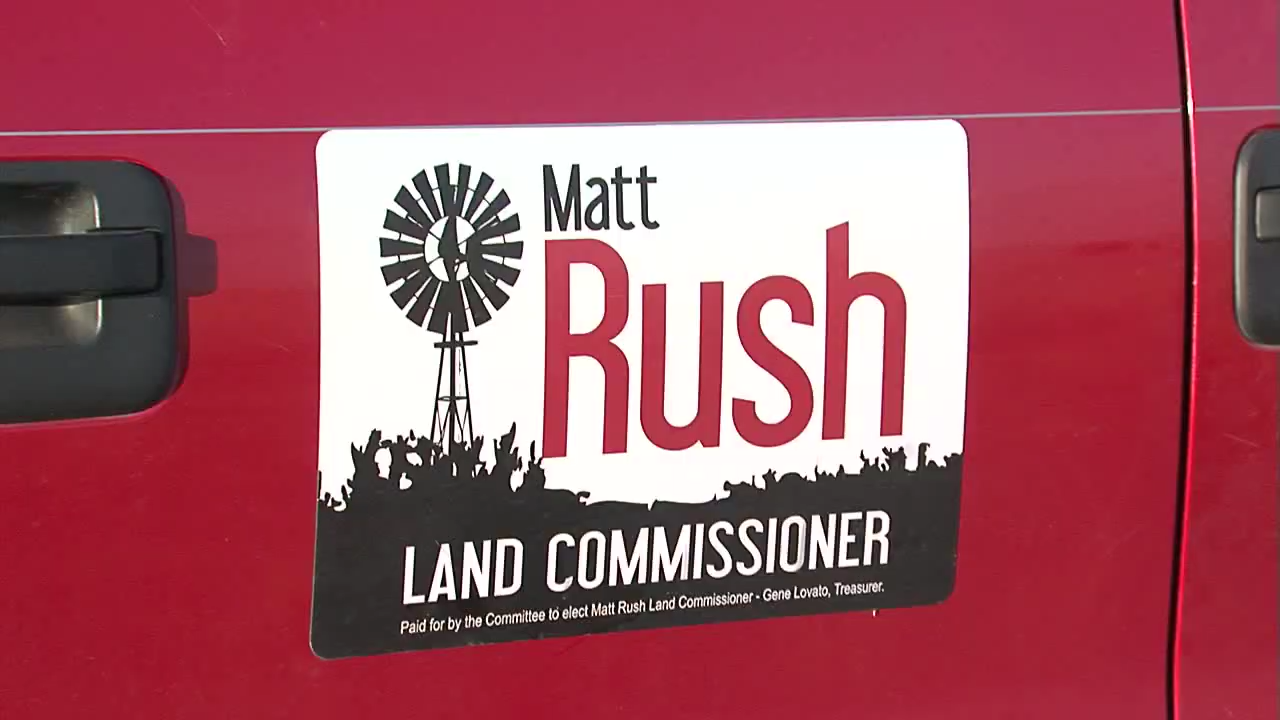 Matt
Rush
LAND COMMISSIONER
Paid for by the Committee to elect Matt Rush Land Commissioner - Gene Lovato, Treasurer.